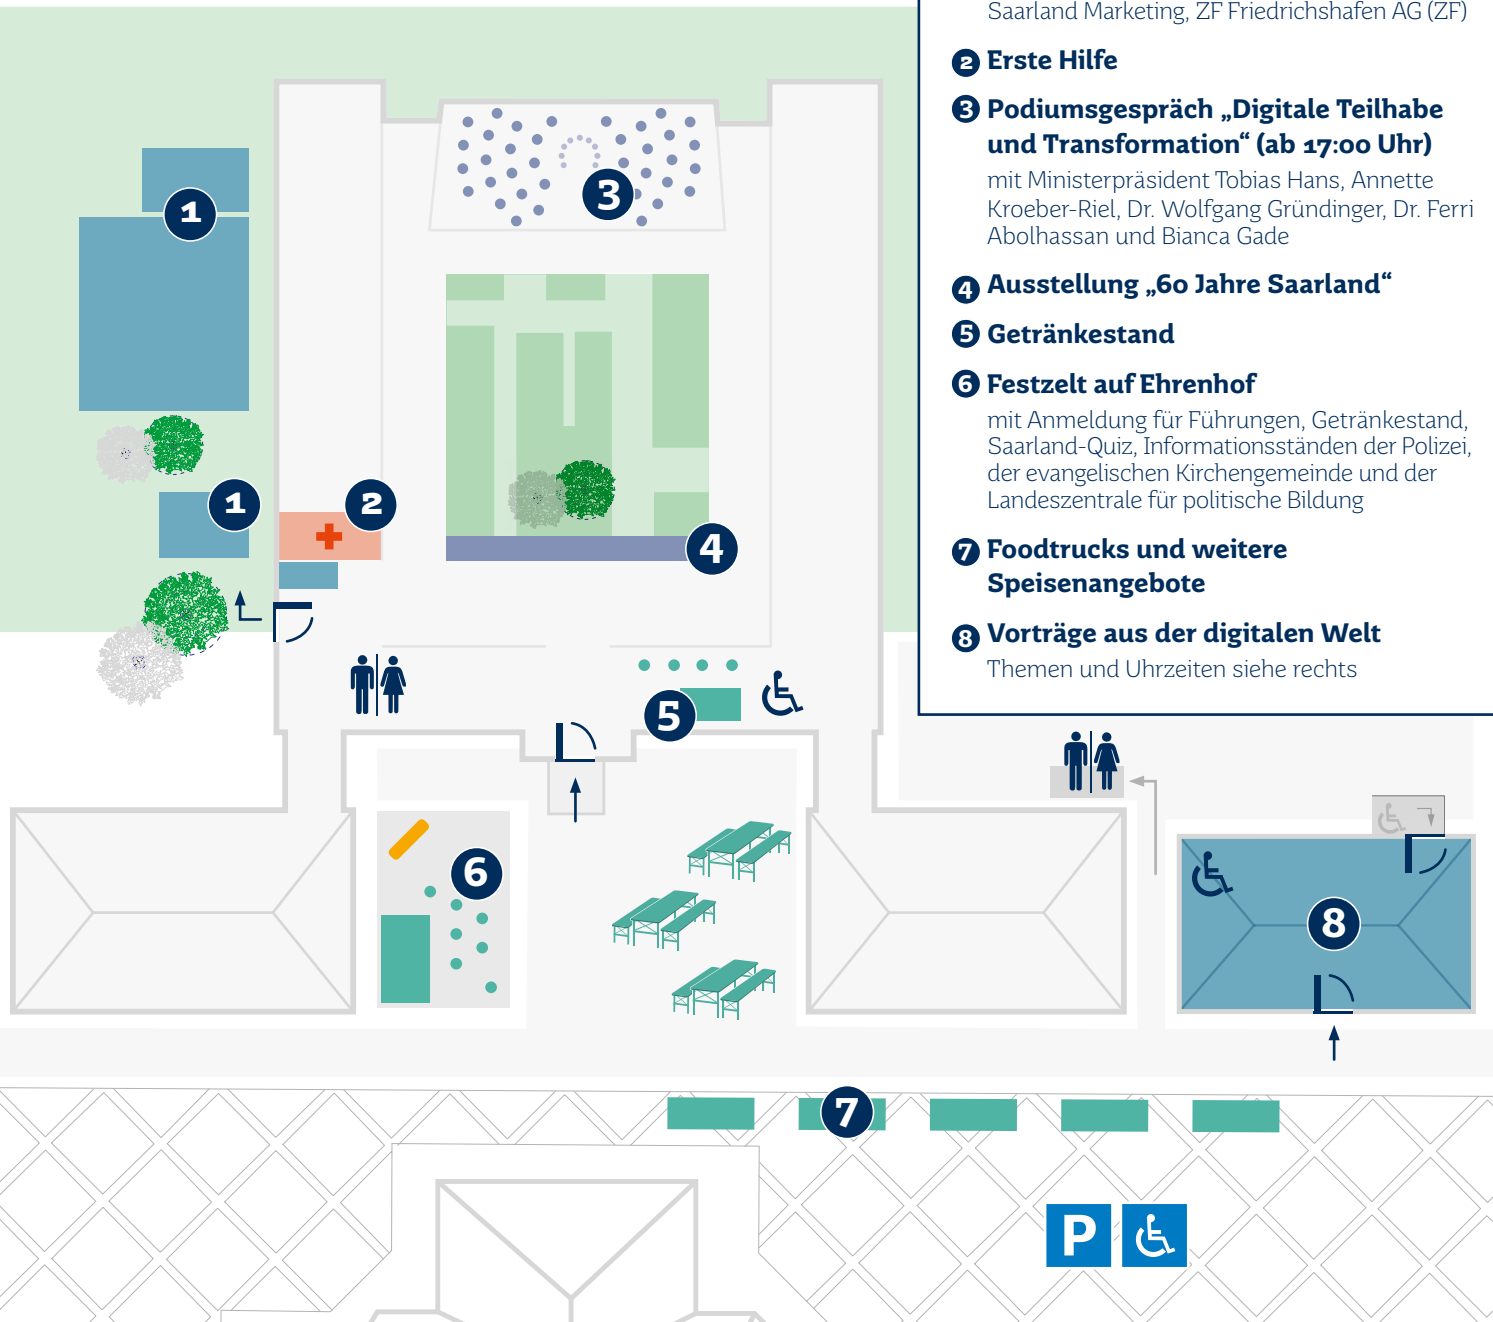 Saarland Marketing, ZF Friedrichshafen AG (ZF)
2 Erste Hilfe
3 Podiumsgespräch „Digitale Teilhabe
und Transformation“ (ab 17:00 Uhr)
mit Ministerpräsident Tobias Hans, Annette
Kroeber-Riel, Dr. Wolfgang Gründinger, Dr. Ferri
Abolhassan und Bianca Gade
4 Ausstellung „60 Jahre Saarland“
5 Getränkestand
6 Festzelt auf Ehrenhof
mit Anmeldung für Führungen, Getränkestand,
Saarland-Quiz, Informationsständen der Polizei,
der evangelischen Kirchengemeinde und der
Landeszentrale für politische Bildung
7 Foodtrucks und weitere
Speisenangebote
8 Vorträge aus der digitalen Welt
Themen und Uhrzeiten siehe rechts
3
1
1
2
4
5
6
8
7
P